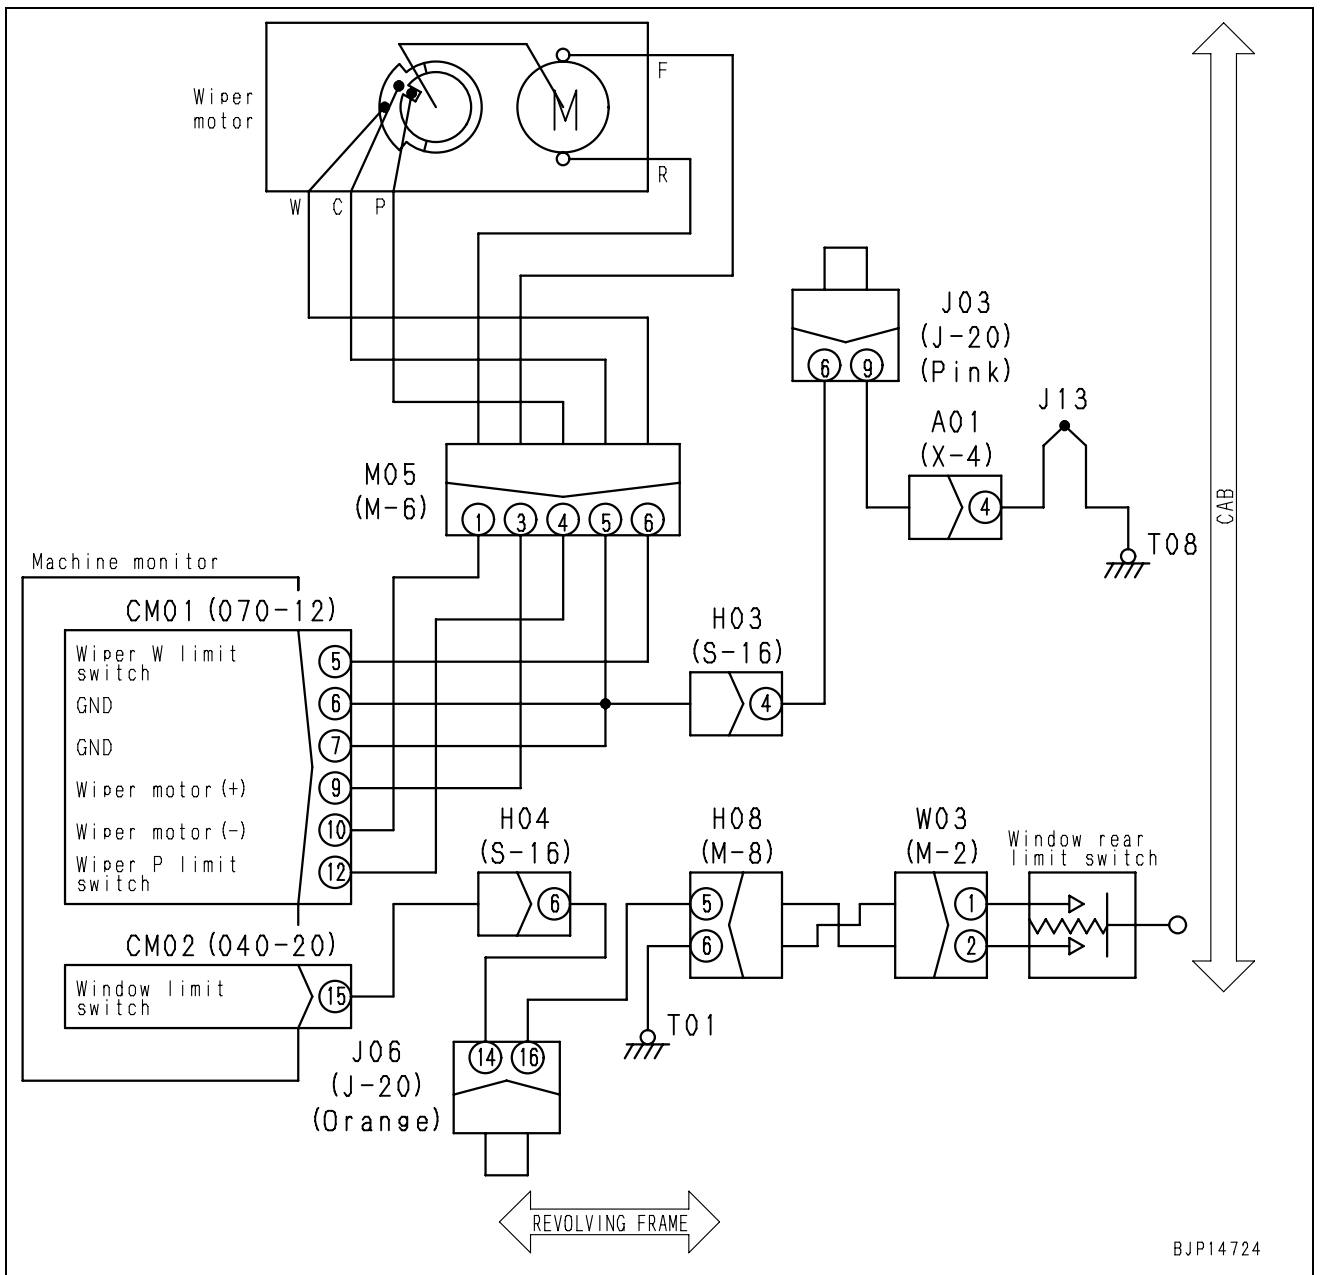 Wiper
motor
F
R
W C P
J03
(J-20)
(Pink)
6 9
J13
A01
(X-4)
4
T08
CAB
M05
(M-6)
1 3 4 5 6
Machine monitor
CM01 (070-12)
Wiper W limit
switch
5
GND
6
GND
7
Wiper motor (+)
9
Wiper motor (-)
10
Wiper P limit
switch
12
H03
(S-16)
4
H04
(S-16)
6
H08
(M-8)
5
6
W03
(M-2)
1
2
Window rear
limit switch
CM02 (040-20)
Window limit
switch
15
T01
J06
(J-20)
(Orange)
14 16
REVOLVING FRAME
BJP14724
M